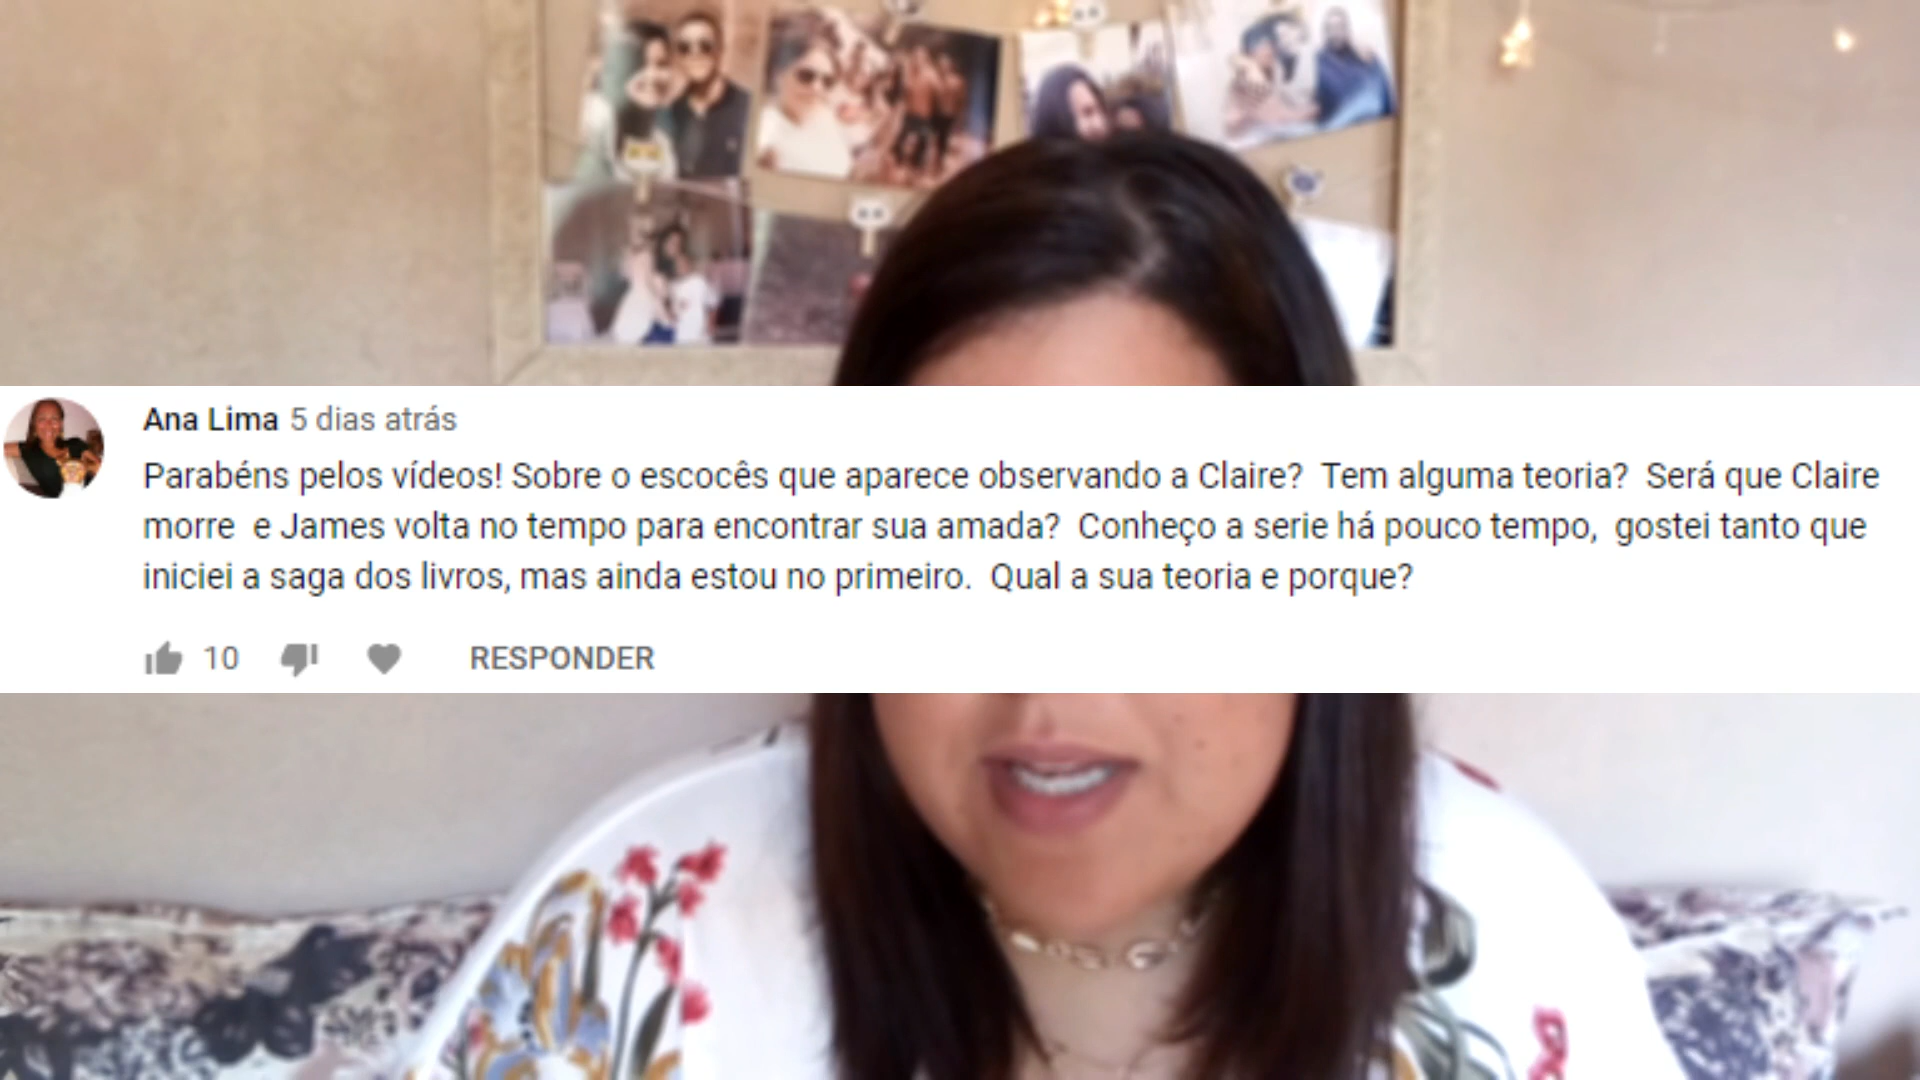 Ana Lima 5 dias atrás
Parabéns pelos vídeos! Sobre o escocês que aparece observando a Claire?  Tem alguma teoria?  Será que Claire
morre  e James volta no tempo para encontrar sua amada?  Conheço a serie há pouco tempo,  gostei tanto que
iniciei a saga dos livros, mas ainda estou no primeiro.  Qual a sua teoria e porque?
10 RESPONDER